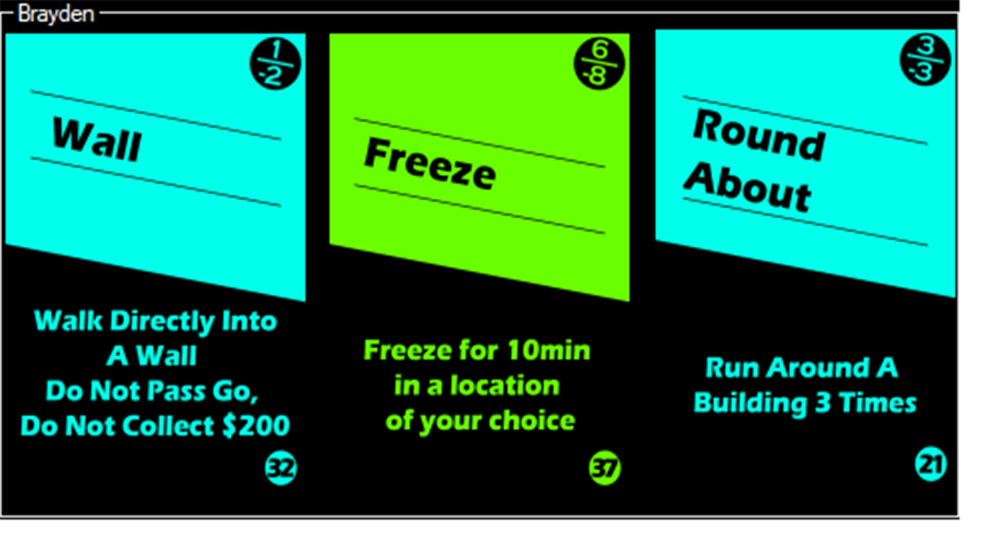 Brayden
1
-2
Wall
Walk Directly Into
A Wall
Do Not Pass Go,
Do Not Collect $200
32
6
-8
Freeze
Freeze for 10min
in a location
of your choice
37
3
-3
Round
About
Run Around A
Building 3 Times
21